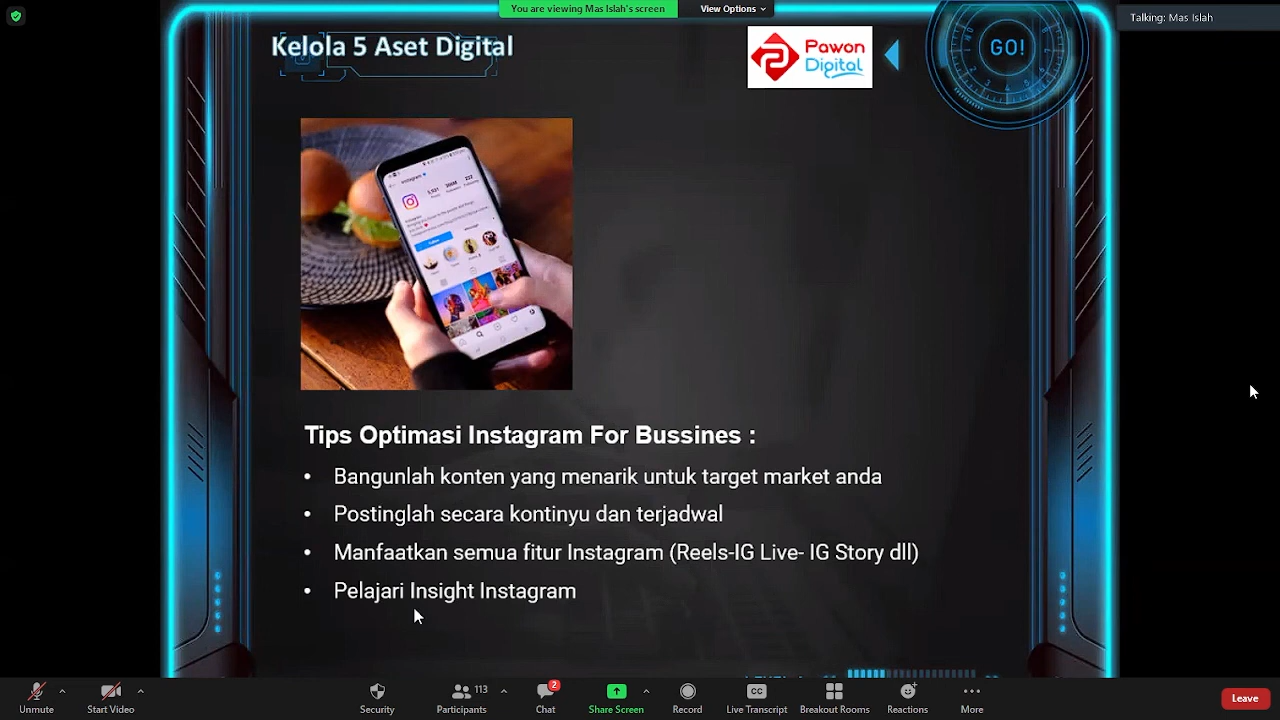 You are viewing Mas Islah's screen
View Options
Talking: Mas Islah
Kelola 5 Aset Digital
Pawon
Digital
GO!
Tips Optimasi Instagram For Bussines :
• Bangunlah konten yang menarik untuk target market anda
• Postinglah secara kontinyu dan terjadwal
• Manfaatkan semua fitur Instagram (Reels-IG Live- IG Story dll)
• Pelajari Insight Instagram
Unmute
Start Video
Security
Participants
113
Chat
2
Share Screen
Record
CC
Live Transcript
Breakout Rooms
Reactions
More
Leave